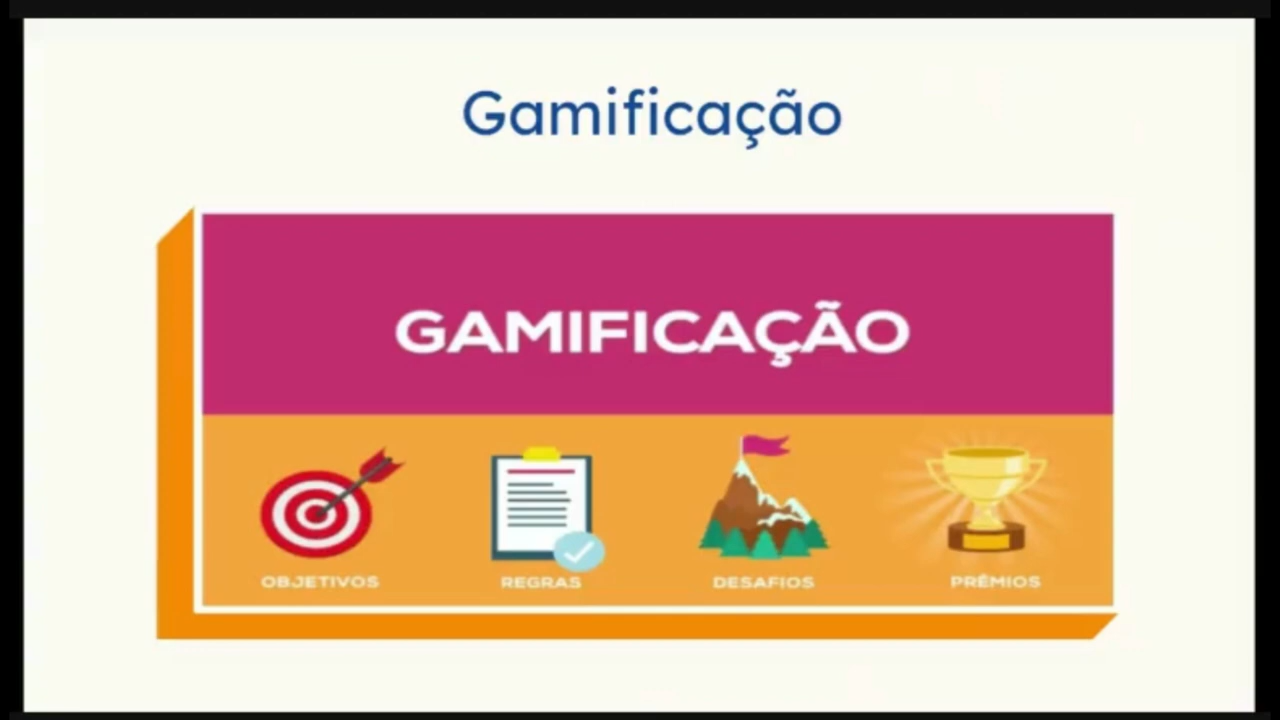 Gamificação
GAMIFICAÇÃO
OBJETIVOS
REGRAS
DESAFIOS
PRÊMIOS